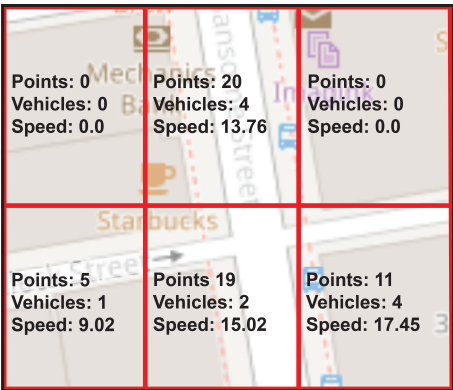 Points: 0
Vehicles: 0
Speed: 0.0
Points: 20
Vehicles: 4
Speed: 13.76
Points: 0
Vehicles: 0
Speed: 0.0
Mechanics
Bank
Starbucks
Street
Points: 5
Vehicles: 1
Speed: 9.02
Points 19
Vehicles: 2
Speed: 15.02
Points: 11
Vehicles: 4
Speed: 17.45